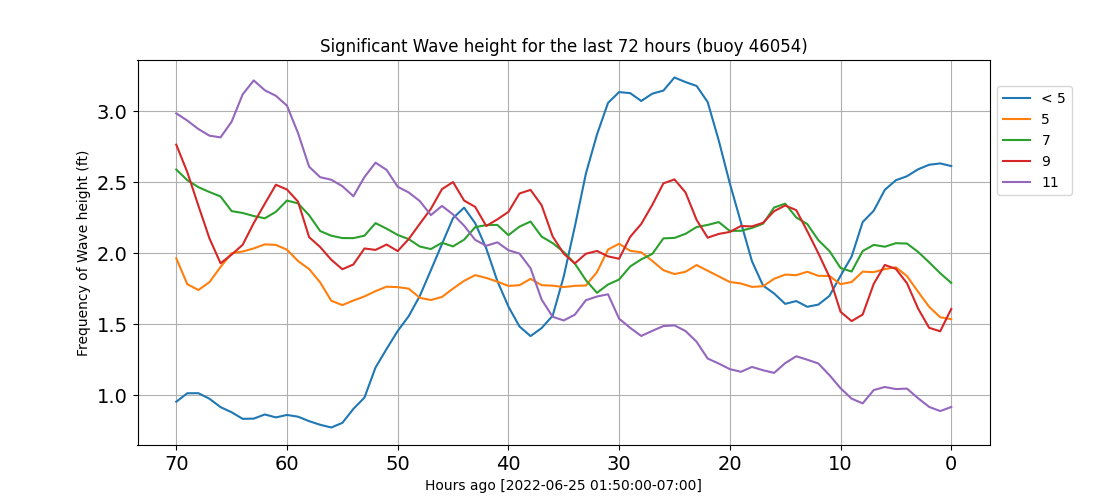 Significant Wave height for the last 72 hours (buoy 46054)
Frequency of Wave height (ft)
3.0
2.5
2.0
1.5
1.0
70 60 50 40 30 20 10 0
Hours ago [2022-06-25 01:50:00-07:00]
< 5
5
7
9
11